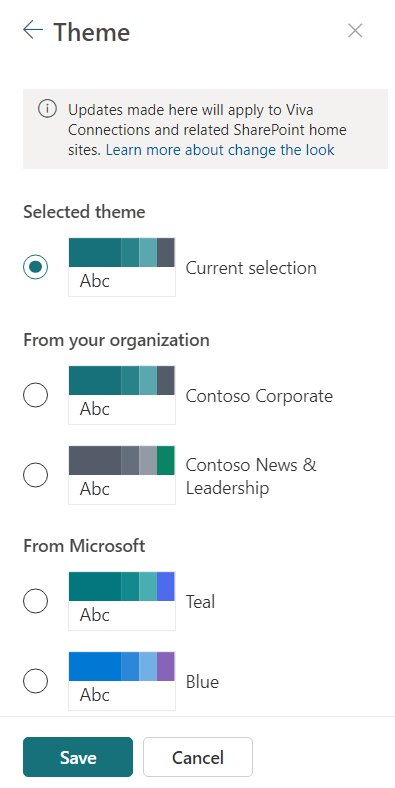 Theme
Updates made here will apply to Viva
Connections and related SharePoint home
sites. Learn more about change the look
Selected theme
Abc
Current selection
From your organization
Abc
Contoso Corporate
Abc
Contoso News &
Leadership
From Microsoft
Abc
Teal
Abc
Blue
Save
Cancel